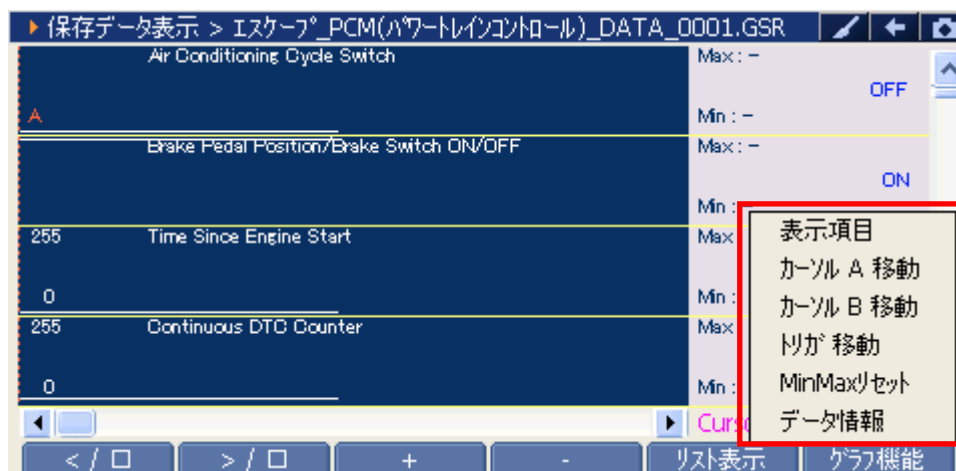 保存データ表示 > エスケープ_PCM(パワートレインコントロール)_DATA_0001.GSR
Air Conditioning Cycle Switch
Max : -
OFF
A
Min : -
Brake Pedal Position/Brake Switch ON/OFF
Max : -
ON
Min : -
255 Time Since Engine Start
Max
0
Min :
255 Continuous DTC Counter
Max
0
Min :
表示項目
カーソル A 移動
カーソル B 移動
トリガ 移動
MinMaxリセット
データ情報
< / ロ
> / ロ
+
-
リスト表示
グラフ機能